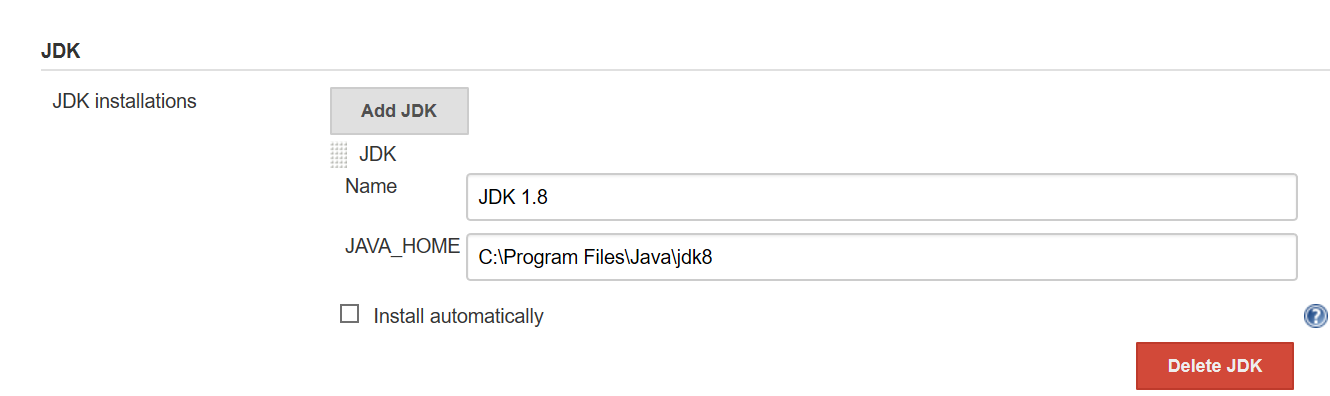 JDK
JDK installations
Add JDK
JDK
Name
JDK 1.8
JAVA_HOME
C:\Program Files\Java\jdk8
Install automatically
?
Delete JDK